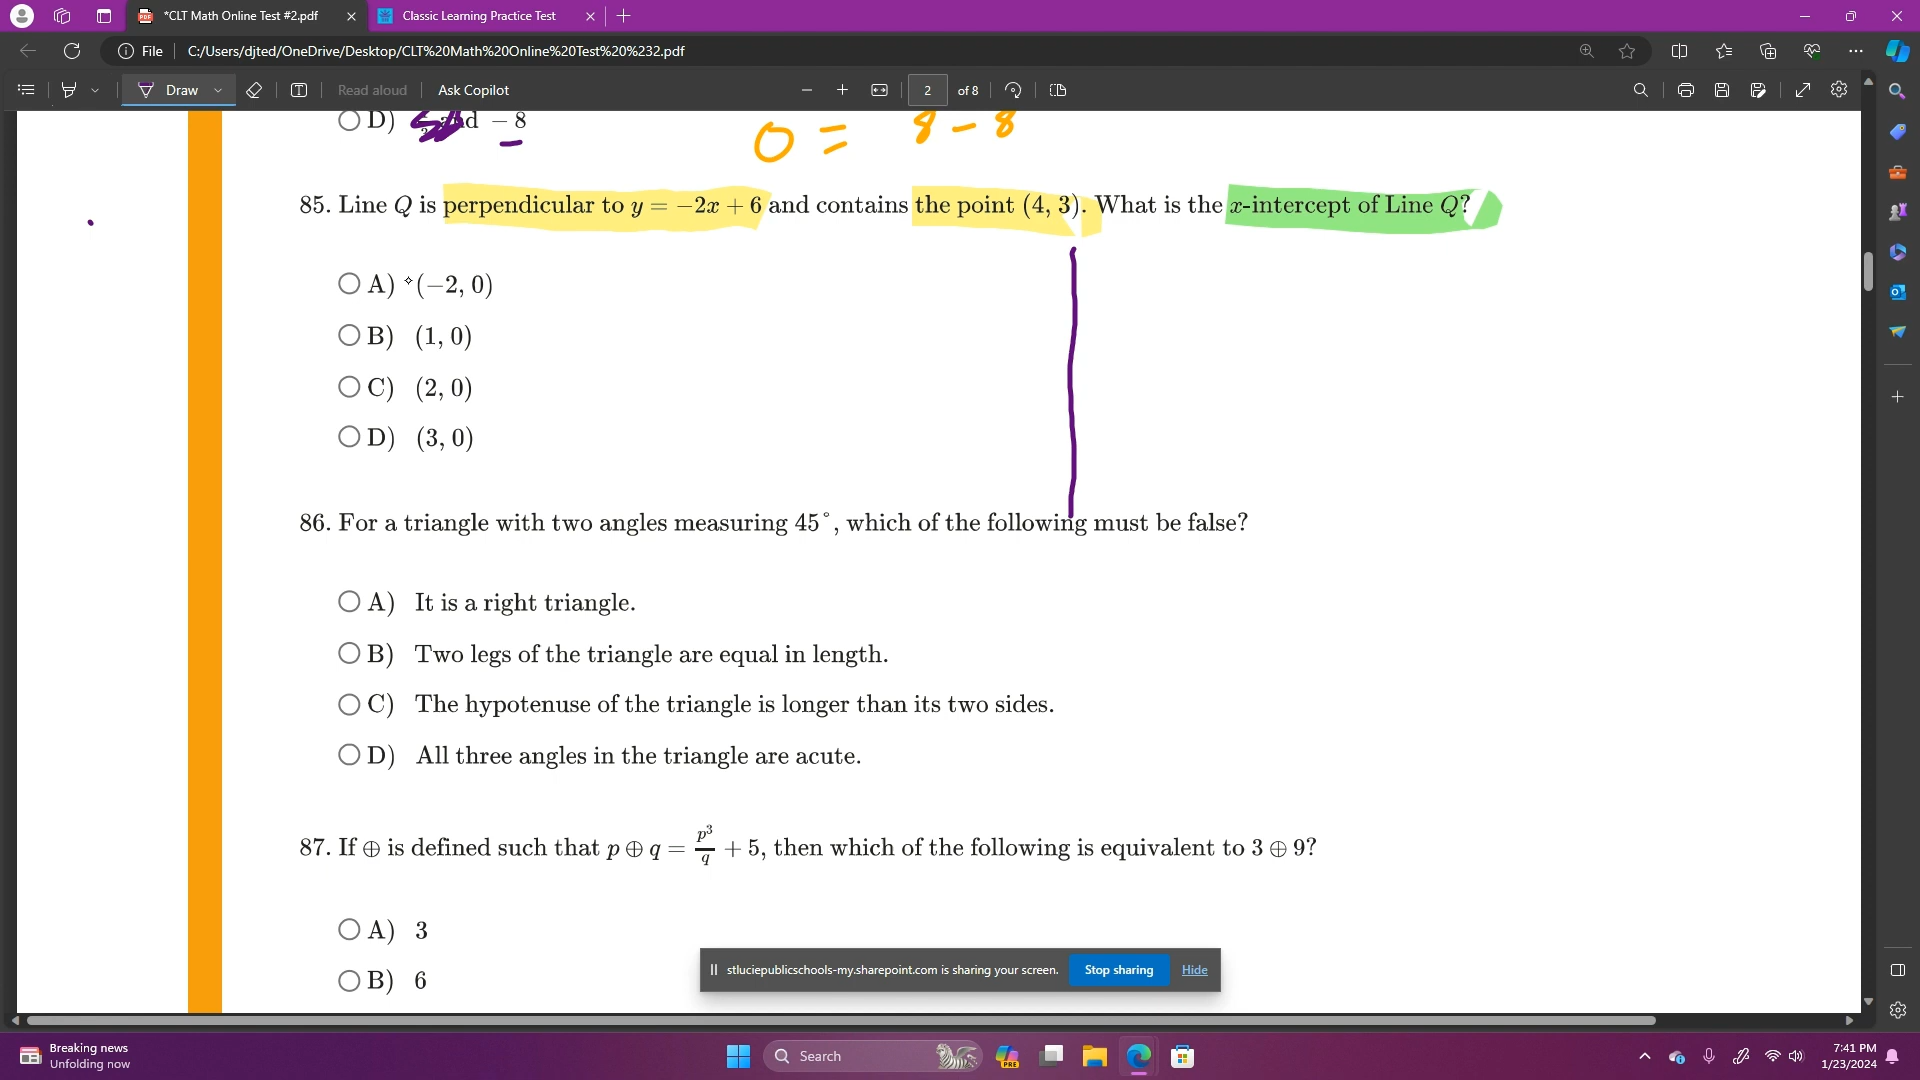 *CLT Math Online Test #2.pdf
Classic Learning Practice Test
File
C:/Users/djted/OneDrive/Desktop/CLT%20Math%20Online%20Test%20%232.pdf
Draw
Read aloud
Ask Copilot
2 of 8
D) and − 8
0 = 8 - 8
85. Line Q is perpendicular to y = −2x + 6 and contains the point (4, 3). What is the x-intercept of Line Q?
A) (−2, 0)
B) (1, 0)
C) (2, 0)
D) (3, 0)
86. For a triangle with two angles measuring 45°, which of the following must be false?
A) It is a right triangle.
B) Two legs of the triangle are equal in length.
C) The hypotenuse of the triangle is longer than its two sides.
D) All three angles in the triangle are acute.
87. If ⊕ is defined such that p ⊕ q = p³/q + 5, then which of the following is equivalent to 3 ⊕ 9?
A) 3
B) 6
stluciepublicschools-my.sharepoint.com is sharing your screen.
Stop sharing
Hide
Breaking news
Unfolding now
Search
PRE
7:41 PM
1/23/2024